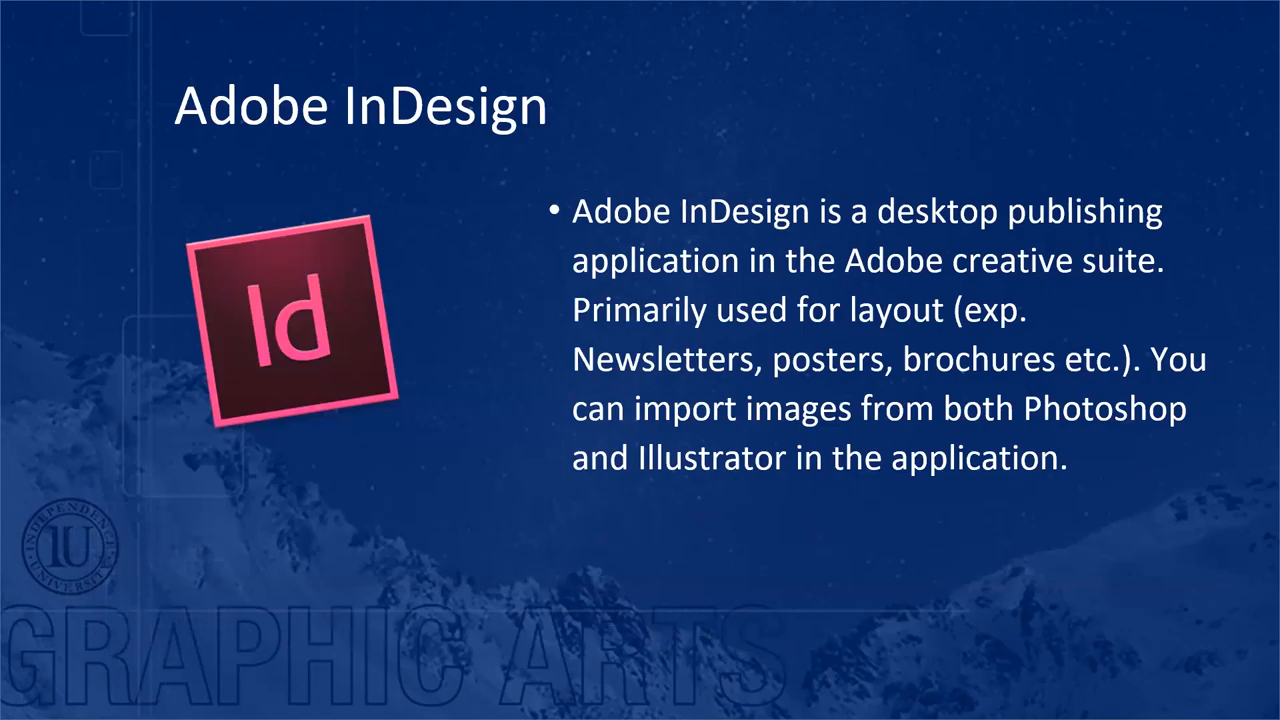 Adobe InDesign
• Adobe InDesign is a desktop publishing
application in the Adobe creative suite.
Primarily used for layout (exp.
Newsletters, posters, brochures etc.). You
can import images from both Photoshop
and Illustrator in the application.
Id
INDEPENDENCE
IU
UNIVERSITY
GRAPHIC ARTS